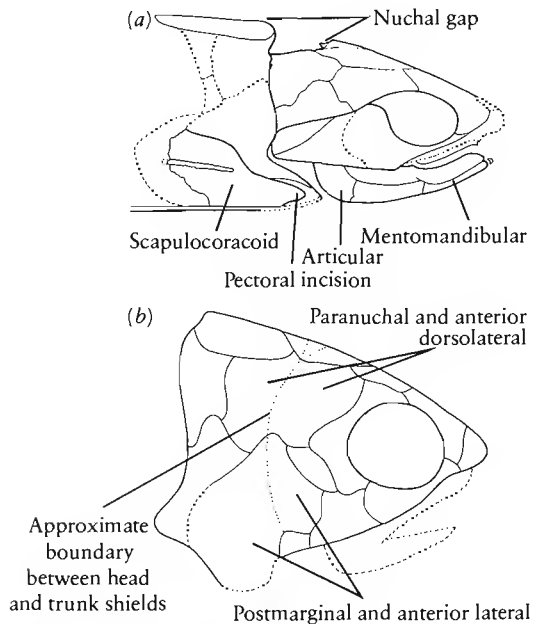 (a)
Nuchal gap
Scapulocoracoid
Mentomandibular
Articular
Pectoral incision
(b)
Paranuchal and anterior
dorsolateral
Approximate
boundary
between head
and trunk shields
Postmarginal and anterior lateral